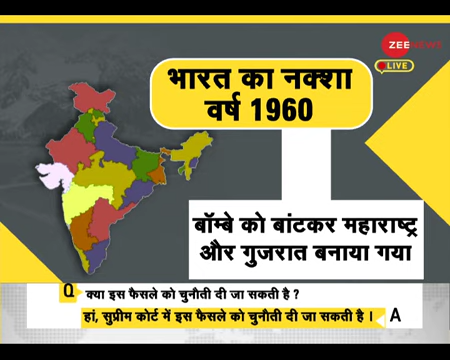 ZEE NEWS
LIVE
भारत का नक्शा
वर्ष 1960
बॉम्बे को बांटकर महाराष्ट्र
और गुजरात बनाया गया
Q क्या इस फैसले को चुनौती दी जा सकती है ?
हां, सुप्रीम कोर्ट में इस फैसले को चुनौती दी जा सकती है । A